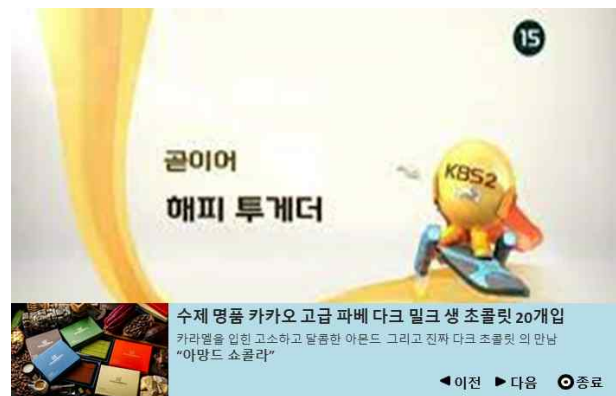 15
곧이어
해피 투게더
KBS2
수제 명품 카카오 고급 파베 다크 밀크 생 초콜릿 20개입
카라멜을 입힌 고소하고 달콤한 아몬드 그리고 진짜 다크 초콜릿 의 만남
“아망드 쇼콜라”
◀이전 ▶다음 종료